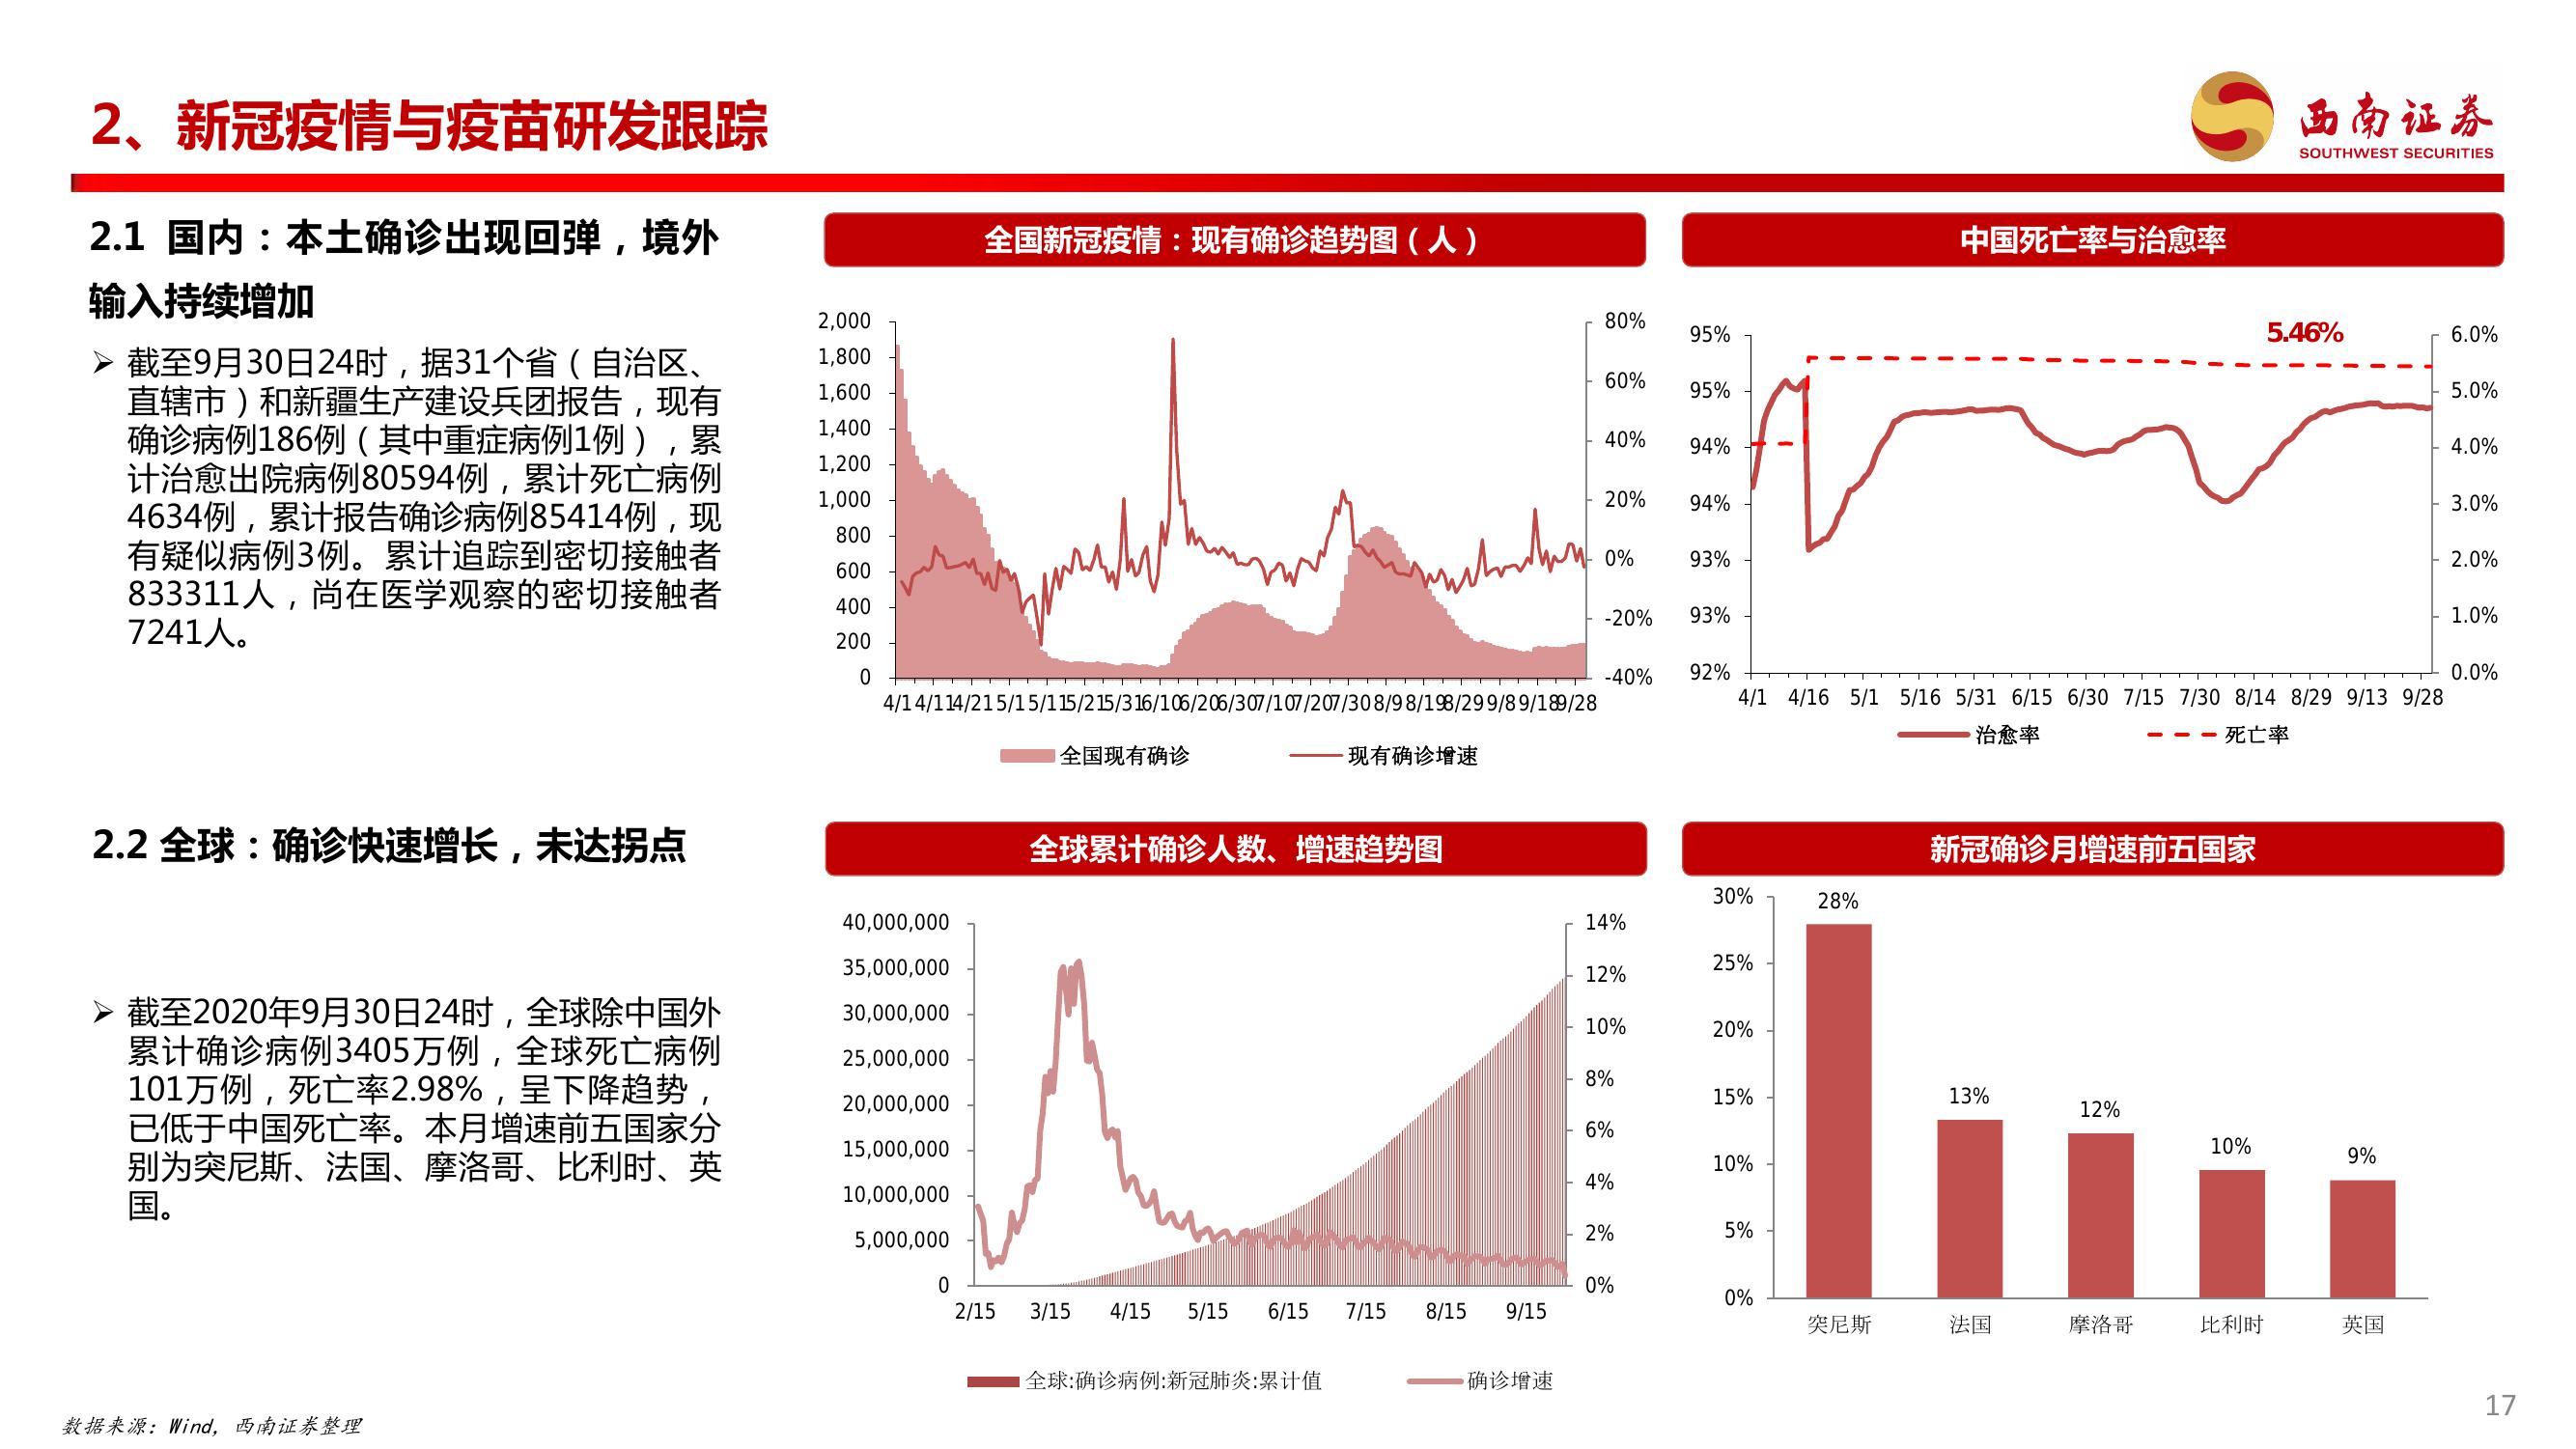 2、新冠疫情与疫苗研发跟踪
西南证券
SOUTHWEST SECURITIES
2.1 国内：本土确诊出现回弹，境外
输入持续增加
➢ 截至9月30日24时，据31个省（自治区、
直辖市）和新疆生产建设兵团报告，现有
确诊病例186例（其中重症病例1例），累
计治愈出院病例80594例，累计死亡病例
4634例，累计报告确诊病例85414例，现
有疑似病例3例。累计追踪到密切接触者
833311人，尚在医学观察的密切接触者
7241人。
全国新冠疫情：现有确诊趋势图（人）
2,000
1,800
1,600
1,400
1,200
1,000
800
600
400
200
0
80%
60%
40%
20%
0%
-20%
-40%
4/1 4/11 4/21 5/1 5/11 5/21 5/31 6/10 6/20 6/30 7/10 7/20 7/30 8/9 8/19 8/29 9/8 9/18 9/28
全国现有确诊 现有确诊增速
中国死亡率与治愈率
95%
95%
94%
94%
93%
93%
92%
5.46%
6.0%
5.0%
4.0%
3.0%
2.0%
1.0%
0.0%
4/1 4/16 5/1 5/16 5/31 6/15 6/30 7/15 7/30 8/14 8/29 9/13 9/28
治愈率 死亡率
2.2 全球：确诊快速增长，未达拐点
➢ 截至2020年9月30日24时，全球除中国外
累计确诊病例3405万例，全球死亡病例
101万例，死亡率2.98%，呈下降趋势，
已低于中国死亡率。本月增速前五国家分
别为突尼斯、法国、摩洛哥、比利时、英
国。
全球累计确诊人数、增速趋势图
40,000,000
35,000,000
30,000,000
25,000,000
20,000,000
15,000,000
10,000,000
5,000,000
0
14%
12%
10%
8%
6%
4%
2%
0%
2/15 3/15 4/15 5/15 6/15 7/15 8/15 9/15
全球:确诊病例:新冠肺炎:累计值 确诊增速
新冠确诊月增速前五国家
30%
25%
20%
15%
10%
5%
0%
28%
13%
12%
10%
9%
突尼斯 法国 摩洛哥 比利时 英国
数据来源：Wind，西南证券整理
17